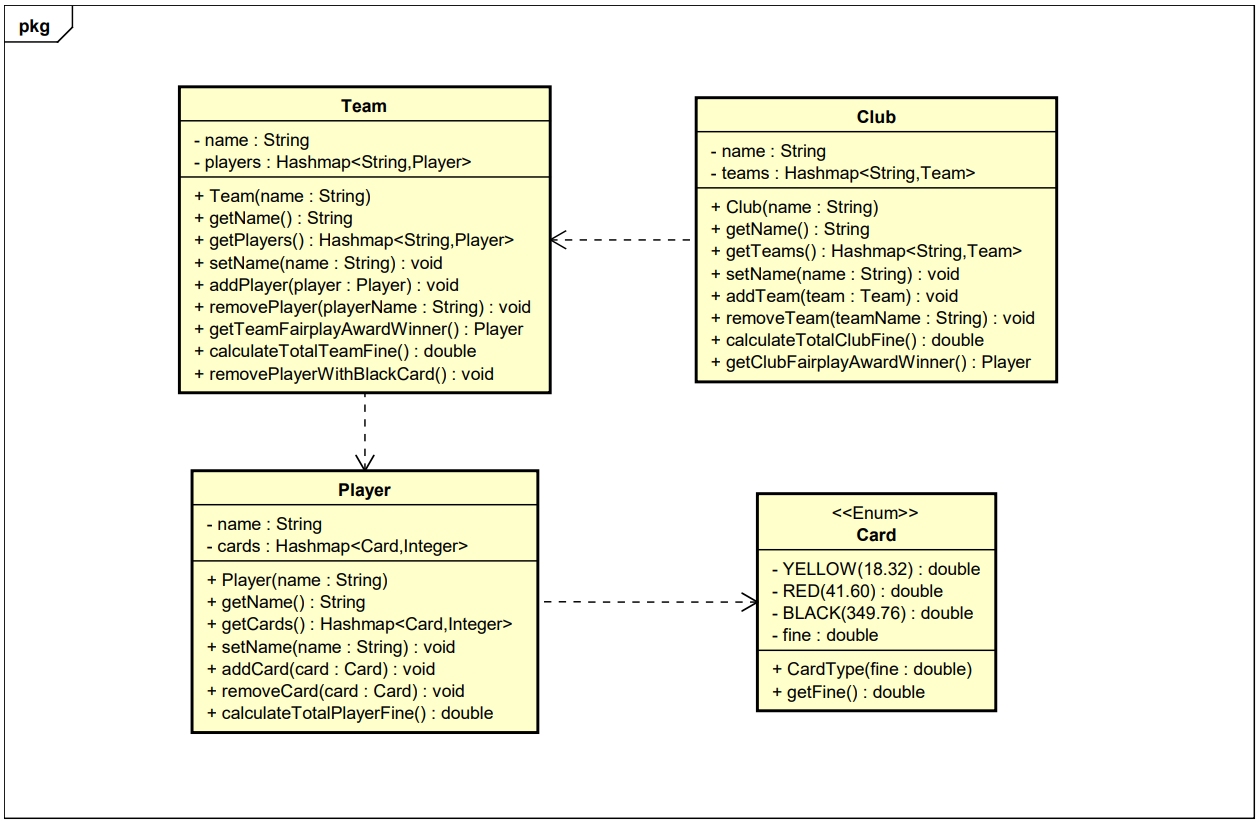 pkg
Team
- name : String
- players : Hashmap<String,Player>
+ Team(name : String)
+ getName() : String
+ getPlayers() : Hashmap<String,Player>
+ setName(name : String) : void
+ addPlayer(player : Player) : void
+ removePlayer(playerName : String) : void
+ getTeamFairplayAwardWinner() : Player
+ calculateTotalTeamFine() : double
+ removePlayerWithBlackCard() : void
Club
- name : String
- teams : Hashmap<String,Team>
+ Club(name : String)
+ getName() : String
+ getTeams() : Hashmap<String,Team>
+ setName(name : String) : void
+ addTeam(team : Team) : void
+ removeTeam(teamName : String) : void
+ calculateTotalClubFine() : double
+ getClubFairplayAwardWinner() : Player
Player
- name : String
- cards : Hashmap<Card,Integer>
+ Player(name : String)
+ getName() : String
+ getCards() : Hashmap<Card,Integer>
+ setName(name : String) : void
+ addCard(card : Card) : void
+ removeCard(card : Card) : void
+ calculateTotalPlayerFine() : double
<<Enum>>
Card
- YELLOW(18.32) : double
- RED(41.60) : double
- BLACK(349.76) : double
- fine : double
+ CardType(fine : double)
+ getFine() : double